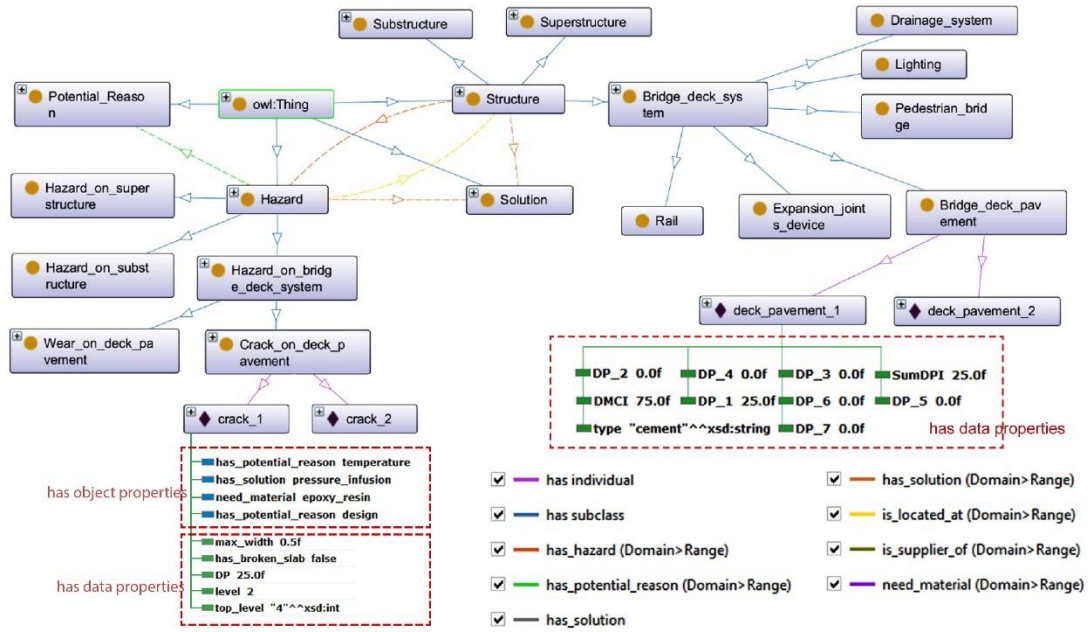 Substructure
Superstructure
Drainage_system
Lighting
Potential_Reaso
n
owl:Thing
Structure
Bridge_deck_sy
stem
Pedestrian_bri
dge
Hazard_on_super
structure
Hazard
Solution
Rail
Expansion_joint
s_device
Bridge_deck_pav
ement
Hazard_on_subst
ructure
Hazard_on_bridg
e_deck_system
deck_pavement_1
deck_pavement_2
Wear_on_deck_pa
vement
Crack_on_deck_p
avement
DP_2 0.0f
DP_4 0.0f
DP_3 0.0f
SumDPI 25.0f
DMCI 75.0f
DP_1 25.0f
DP_6 0.0f
DP_5 0.0f
type "cement"^^xsd:string
DP_7 0.0f
has data properties
crack_1
crack_2
has object properties
has_potential_reason temperature
has_solution pressure_infusion
need_material epoxy_resin
has_potential_reason design
has data properties
max_width 0.5f
has_broken_slab false
DP 25.0f
level 2
top_level "4"^^xsd:int
has individual
has subclass
has_hazard (Domain>Range)
has_potential_reason (Domain>Range)
has_solution
has_solution (Domain>Range)
is_located_at (Domain>Range)
is_supplier_of (Domain>Range)
need_material (Domain>Range)